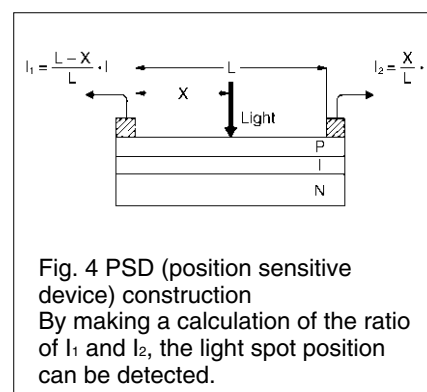 I₁ = (L – X)/L · I
L
I₂ = X/L ·
X
Light
P
I
N
Fig. 4 PSD (position sensitive
device) construction
By making a calculation of the ratio
of I₁ and I₂, the light spot position
can be detected.